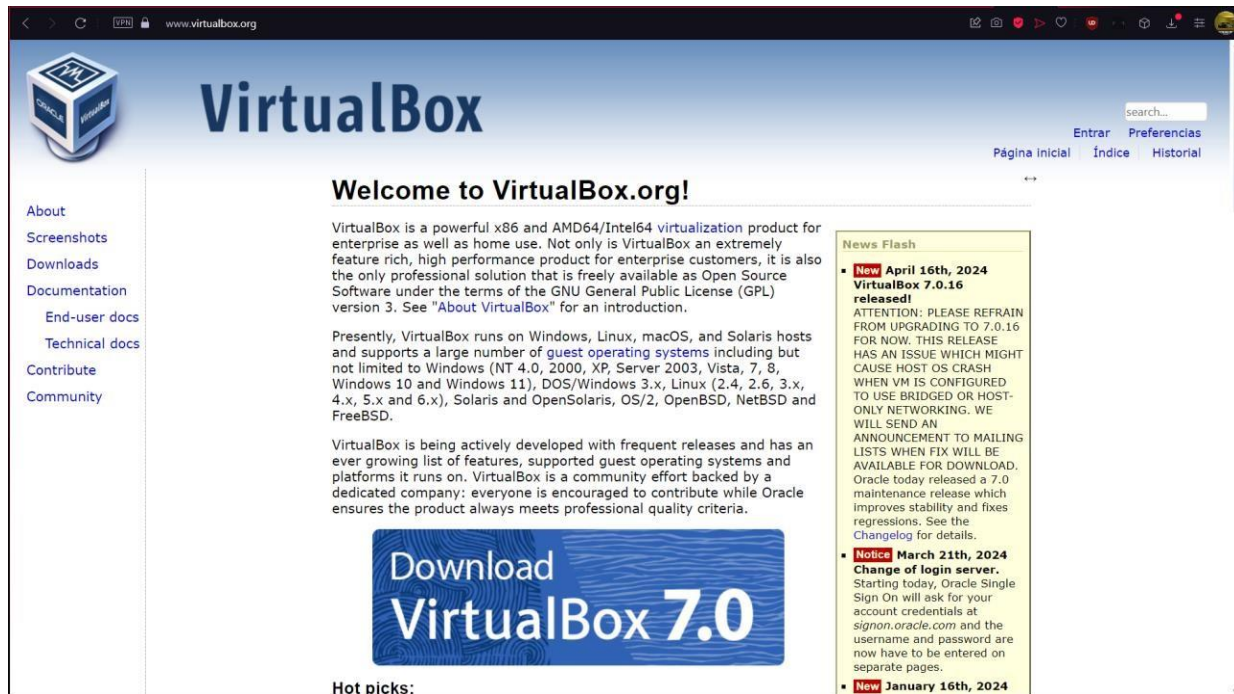 VPN www.virtualbox.org
ORACLE VirtualBox
VirtualBox
search...
Entrar Preferencias
Página inicial Índice Historial
About
Screenshots
Downloads
Documentation
End-user docs
Technical docs
Contribute
Community
Welcome to VirtualBox.org!
VirtualBox is a powerful x86 and AMD64/Intel64 virtualization product for
enterprise as well as home use. Not only is VirtualBox an extremely
feature rich, high performance product for enterprise customers, it is also
the only professional solution that is freely available as Open Source
Software under the terms of the GNU General Public License (GPL)
version 3. See "About VirtualBox" for an introduction.
Presently, VirtualBox runs on Windows, Linux, macOS, and Solaris hosts
and supports a large number of guest operating systems including but
not limited to Windows (NT 4.0, 2000, XP, Server 2003, Vista, 7, 8,
Windows 10 and Windows 11), DOS/Windows 3.x, Linux (2.4, 2.6, 3.x,
4.x, 5.x and 6.x), Solaris and OpenSolaris, OS/2, OpenBSD, NetBSD and
FreeBSD.
VirtualBox is being actively developed with frequent releases and has an
ever growing list of features, supported guest operating systems and
platforms it runs on. VirtualBox is a community effort backed by a
dedicated company: everyone is encouraged to contribute while Oracle
ensures the product always meets professional quality criteria.
Download
VirtualBox 7.0
Hot picks:
News Flash
New April 16th, 2024
VirtualBox 7.0.16
released!
ATTENTION: PLEASE REFRAIN
FROM UPGRADING TO 7.0.16
FOR NOW. THIS RELEASE
HAS AN ISSUE WHICH MIGHT
CAUSE HOST OS CRASH
WHEN VM IS CONFIGURED
TO USE BRIDGED OR HOST-
ONLY NETWORKING. WE
WILL SEND AN
ANNOUNCEMENT TO MAILING
LISTS WHEN FIX WILL BE
AVAILABLE FOR DOWNLOAD.
Oracle today released a 7.0
maintenance release which
improves stability and fixes
regressions. See the
Changelog for details.
Notice March 21th, 2024
Change of login server.
Starting today, Oracle Single
Sign On will ask for your
account credentials at
signon.oracle.com and the
username and password are
now have to be entered on
separate pages.
New January 16th, 2024